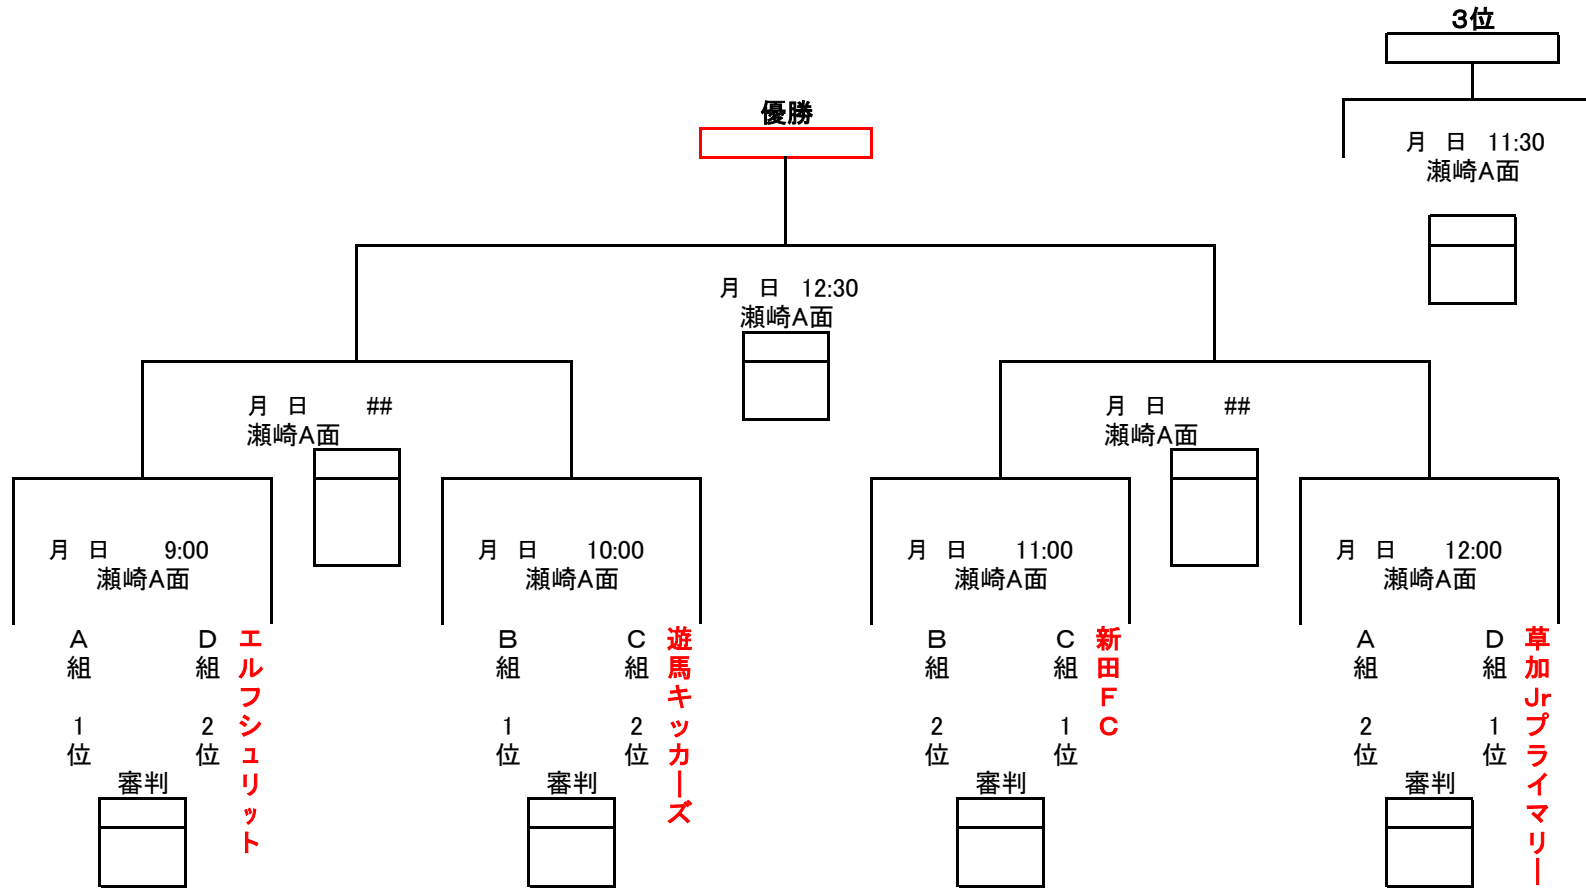 3位
優勝
月 日 11:30
瀬崎A面
月 日 12:30
瀬崎A面
月 日 ##
瀬崎A面
月 日 ##
瀬崎A面
月 日 9:00
瀬崎A面
月 日 10:00
瀬崎A面
月 日 11:00
瀬崎A面
月 日 12:00
瀬崎A面
A組 1位
D組 2位
エルフシュリット
B組 1位
C組 2位
遊馬キッカーズ
B組 2位
C組 1位
新田FC
A組 2位
D組 1位
草加Jrプライマリー
審判
審判
審判
審判